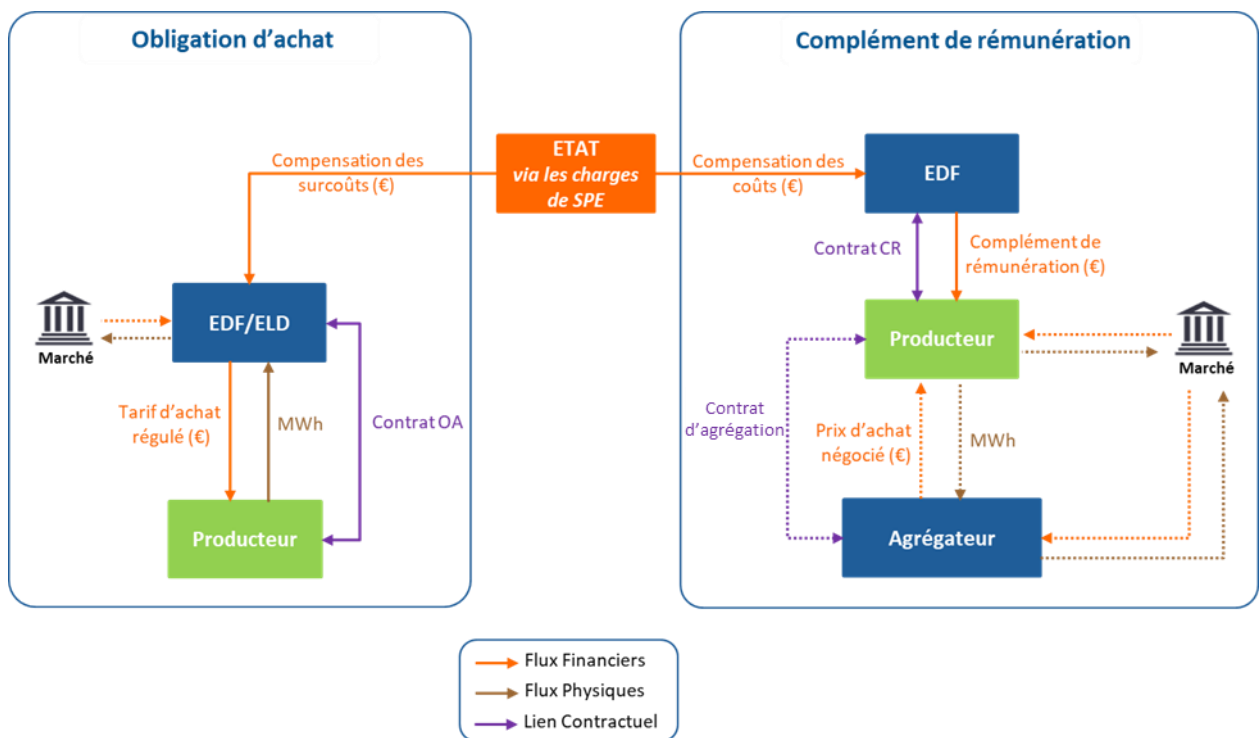 Obligation d'achat
Complément de rémunération
Compensation des
surcoûts (€)
ETAT
via les charges
de SPE
Compensation des
coûts (€)
EDF
Contrat CR
Complément de
rémunération (€)
Marché
EDF/ELD
Producteur
Marché
Tarif d'achat
régulé (€)
MWh
Contrat OA
Contrat
d'agrégation
Prix d'achat
négocié (€)
MWh
Producteur
Agrégateur
Flux Financiers
Flux Physiques
Lien Contractuel